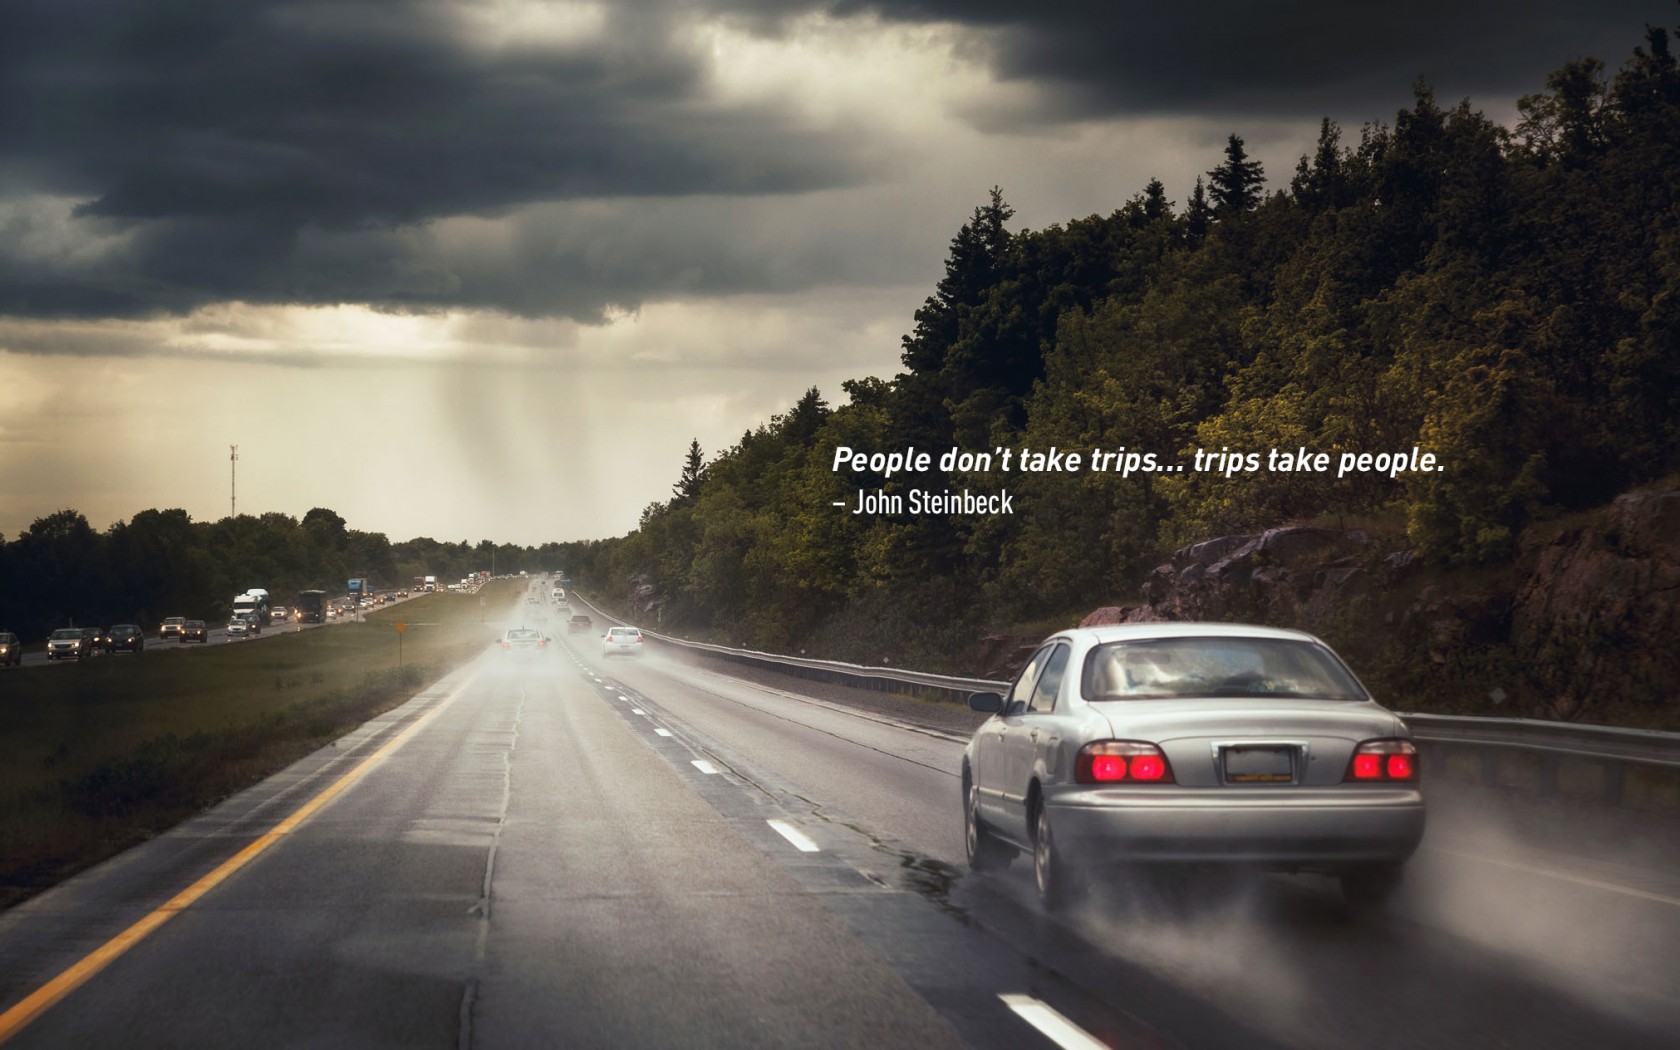 People don’t take trips... trips take people.
– John Steinbeck